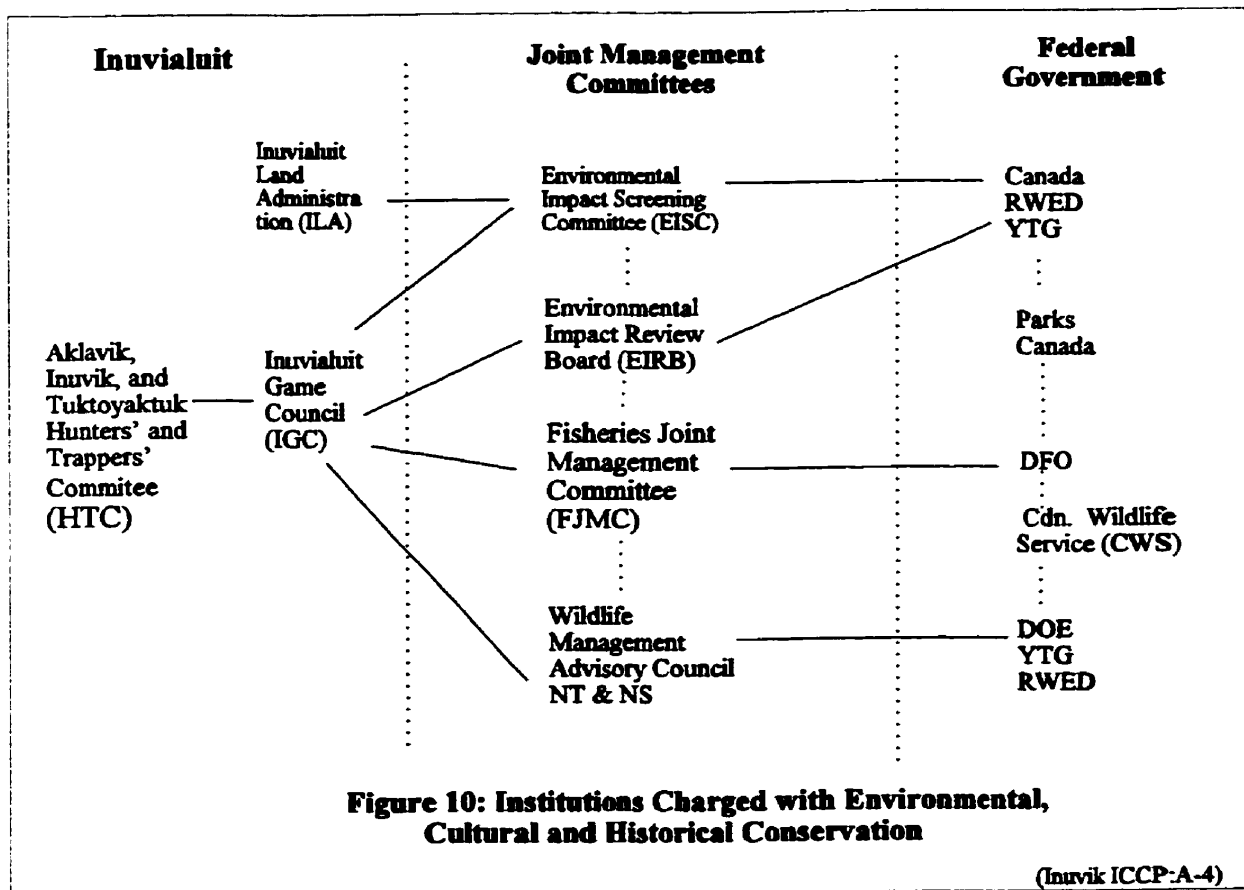 Inuvialuit
Joint Management
Committees
Federal
Government
Inuvialuit
Land
Administra
tion (ILA)
Environmental
Impact Screening
Committee (EISC)
Canada
RWED
YTG
Environmental
Impact Review
Board (EIRB)
Parks
Canada
Aklavik,
Inuvik, and
Tuktoyaktuk
Hunters' and
Trappers'
Commitee
(HTC)
Inuvialuit
Game
Council
(IGC)
Fisheries Joint
Management
Committee
(FJMC)
DFO
Cdn. Wildlife
Service (CWS)
Wildlife
Management
Advisory Council
NT & NS
DOE
YTG
RWED
Figure 10: Institutions Charged with Environmental,
Cultural and Historical Conservation
(Inuvik ICCP:A-4)